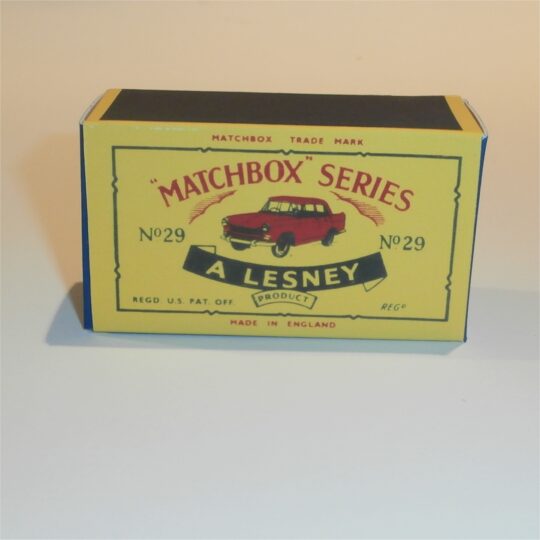 MATCHBOX TRADE MARK
"MATCHBOX" SERIES
Nº29 Nº29
A LESNEY
PRODUCT
REGD U.S. PAT. OFF. REGD
MADE IN ENGLAND